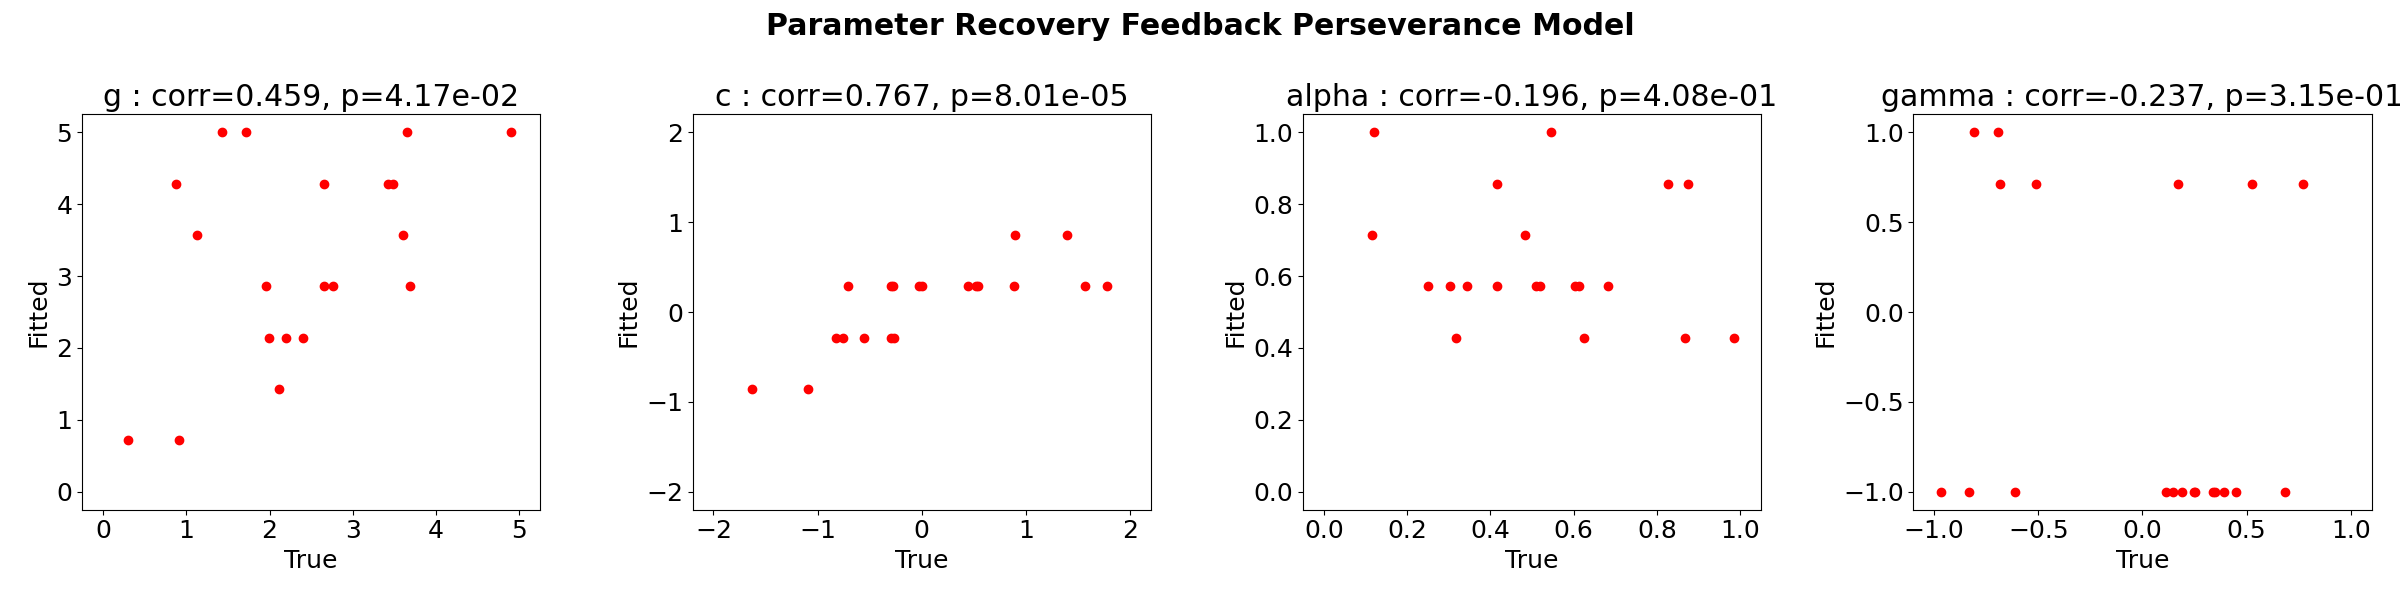 Parameter Recovery Feedback Perseverance Model
g : corr=0.459, p=4.17e-02
5
4
3
2
1
0
Fitted
0 1 2 3 4 5
True
c : corr=0.767, p=8.01e-05
2
1
0
−1
−2
Fitted
−2 −1 0 1 2
True
alpha : corr=-0.196, p=4.08e-01
1.0
0.8
0.6
0.4
0.2
0.0
Fitted
0.0 0.2 0.4 0.6 0.8 1.0
True
gamma : corr=-0.237, p=3.15e-01
1.0
0.5
0.0
−0.5
−1.0
Fitted
−1.0 −0.5 0.0 0.5 1.0
True